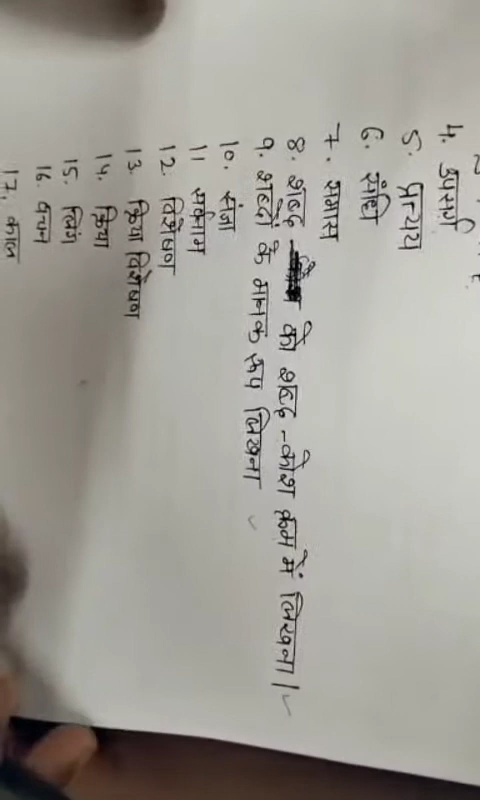 4. उपसर्ग
5. प्रत्यय
6. संधि
7. समास
8. शब्द को शब्द-कोश क्रम में लिखना।
9. शब्दों के मानक रूप लिखना
10. संज्ञा
11 सर्वनाम
12. विशेषण
13. क्रिया विशेषण
14. क्रिया
15. लिंग
16. वचन
17. काल